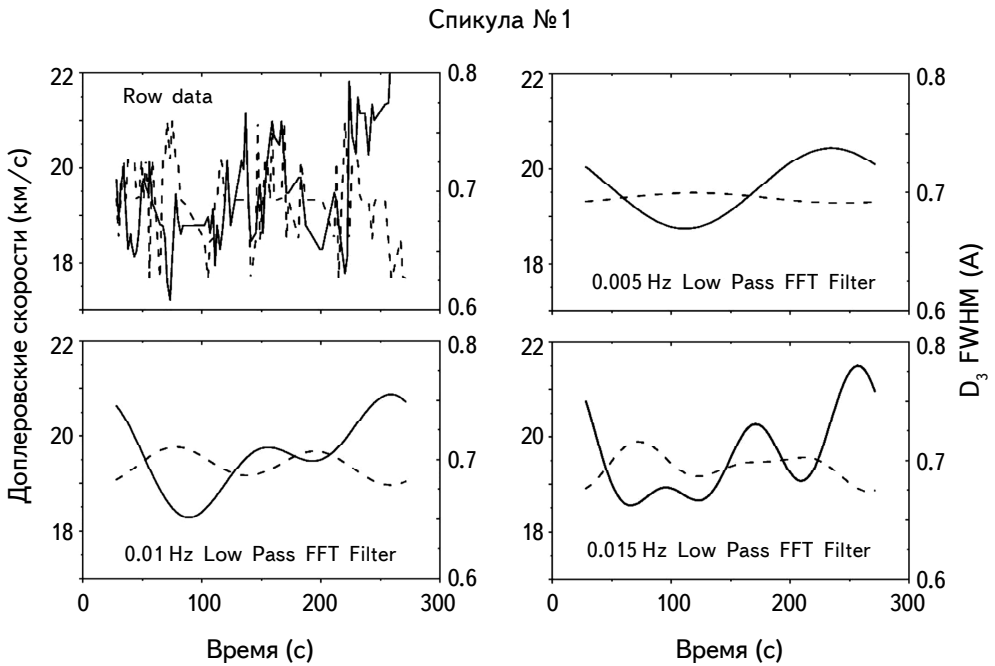 Спикула №1
Доплеровские скорости (км/с)
22
20
18
Row data
0.8
0.7
0.6
22
20
18
0.005 Hz Low Pass FFT Filter
0.8
0.7
0.6
D3 FWHM (A)
22
20
18
0.01 Hz Low Pass FFT Filter
0.8
0.7
0.6
0 100 200 300
Время (с)
22
20
18
0.015 Hz Low Pass FFT Filter
0.8
0.7
0.6
0 100 200 300
Время (с)